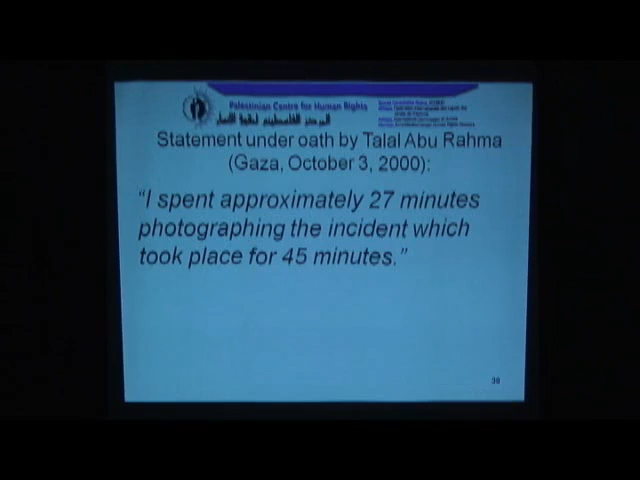 Palestinian Centre for Human Rights
المركز الفلسطيني لحقوق الإنسان
Statement under oath by Talal Abu Rahma
(Gaza, October 3, 2000):
"I spent approximately 27 minutes
photographing the incident which
took place for 45 minutes."
38